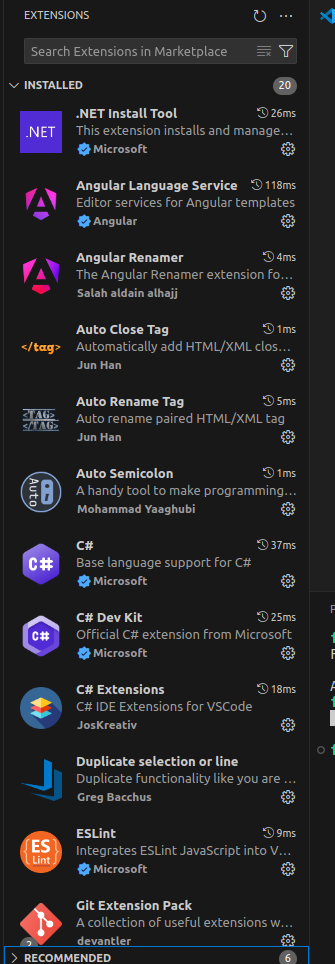 EXTENSIONS
Search Extensions in Marketplace
INSTALLED 20
.NET
.NET Install Tool 26ms
This extension installs and manage…
Microsoft
Angular Language Service 118ms
Editor services for Angular templates
Angular
Angular Renamer 4ms
The Angular Renamer extension fo…
Salah aldain alhajj
</tag>
Auto Close Tag 1ms
Automatically add HTML/XML clos…
Jun Han
<TAG>
</TAG>
Auto Rename Tag 5ms
Auto rename paired HTML/XML tag
Jun Han
Auto
Auto Semicolon 1ms
A handy tool to make programming…
Mohammad Yaaghubi
C#
C# 37ms
Base language support for C#
Microsoft
C#
C# Dev Kit 25ms
Official C# extension from Microsoft
Microsoft
C# Extensions 18ms
C# IDE Extensions for VSCode
JosKreativ
Duplicate selection or line
Duplicate functionality like you are …
Greg Bacchus
{ES}
Lint
ESLint 9ms
Integrates ESLint JavaScript into V…
Microsoft
Git Extension Pack
A collection of useful extensions w…
2
devantler
RECOMMENDED 6